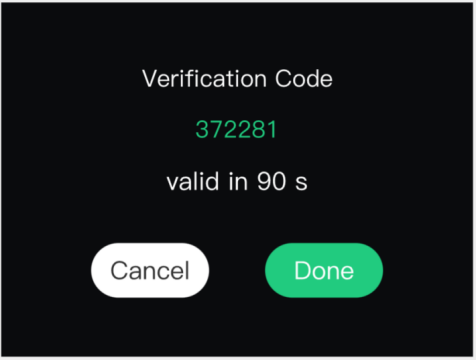 Verification Code
372281
valid in 90 s
Cancel Done